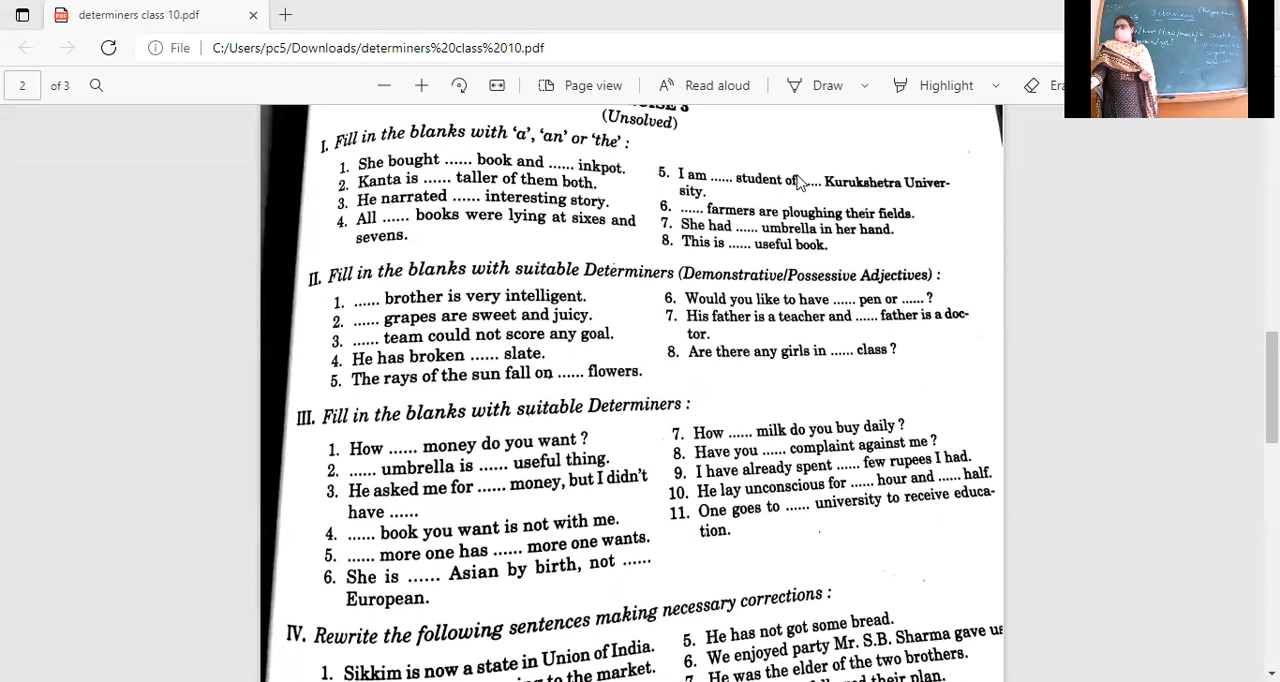 determiners class 10.pdf
File C:/Users/pc5/Downloads/determiners%20class%2010.pdf
2 of 3 Page view Read aloud Draw Highlight
Determiners
(Unsolved)
I. Fill in the blanks with 'a', 'an' or 'the' :
1. She bought ...... book and ...... inkpot.
2. Kanta is ...... taller of them both.
3. He narrated ...... interesting story.
4. All ...... books were lying at sixes and
sevens.
5. I am ...... student of .... Kurukshetra Univer-
sity.
6. ...... farmers are ploughing their fields.
7. She had ...... umbrella in her hand.
8. This is ...... useful book.
II. Fill in the blanks with suitable Determiners (Demonstrative/Possessive Adjectives) :
1. ...... brother is very intelligent.
2. ...... grapes are sweet and juicy.
3. ...... team could not score any goal.
4. He has broken ...... slate.
5. The rays of the sun fall on ...... flowers.
6. Would you like to have ...... pen or ...... ?
7. His father is a teacher and ...... father is a doc-
tor.
8. Are there any girls in ...... class ?
III. Fill in the blanks with suitable Determiners :
1. How ...... money do you want ?
2. ...... umbrella is ...... useful thing.
3. He asked me for ...... money, but I didn't
have ......
4. ...... book you want is not with me.
5. ...... more one has ...... more one wants.
6. She is ...... Asian by birth, not ......
European.
7. How ...... milk do you buy daily ?
8. Have you ...... complaint against me ?
9. I have already spent ...... few rupees I had.
10. He lay unconscious for ...... hour and ...... half.
11. One goes to ...... university to receive educa-
tion.
IV. Rewrite the following sentences making necessary corrections :
1. Sikkim is now a state in Union of India.
to the market.
5. He has not got some bread.
6. We enjoyed party Mr. S.B. Sharma gave us
7. He was the elder of the two brothers.
their plan.